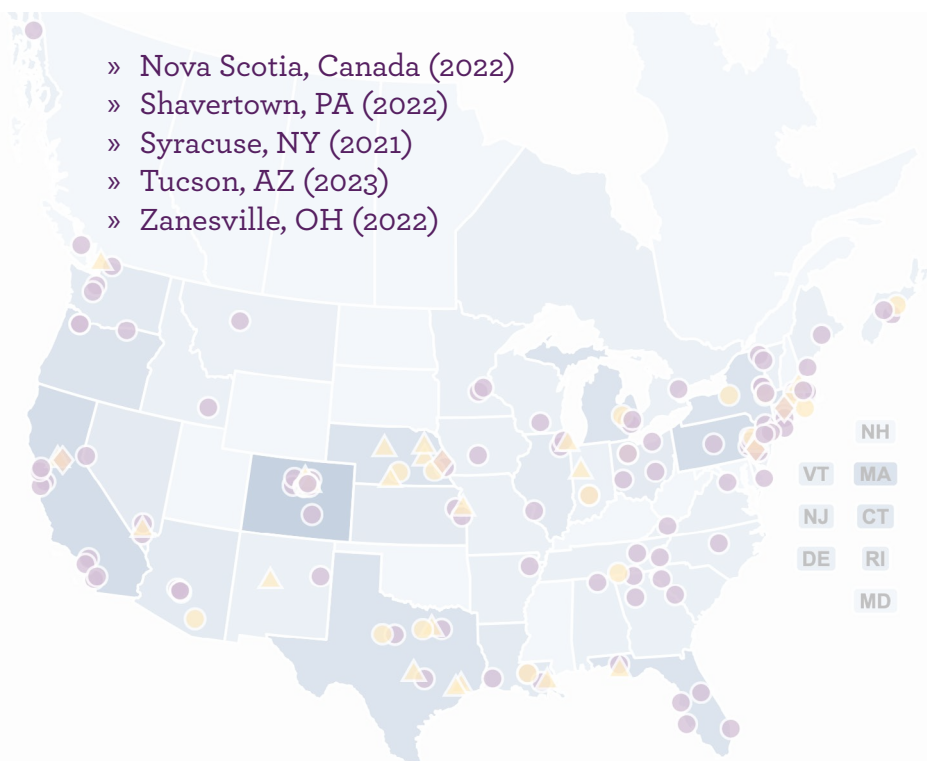 » Nova Scotia, Canada (2022)
» Shavertown, PA (2022)
» Syracuse, NY (2021)
» Tucson, AZ (2023)
» Zanesville, OH (2022)
NH
VT MA
NJ CT
DE RI
MD